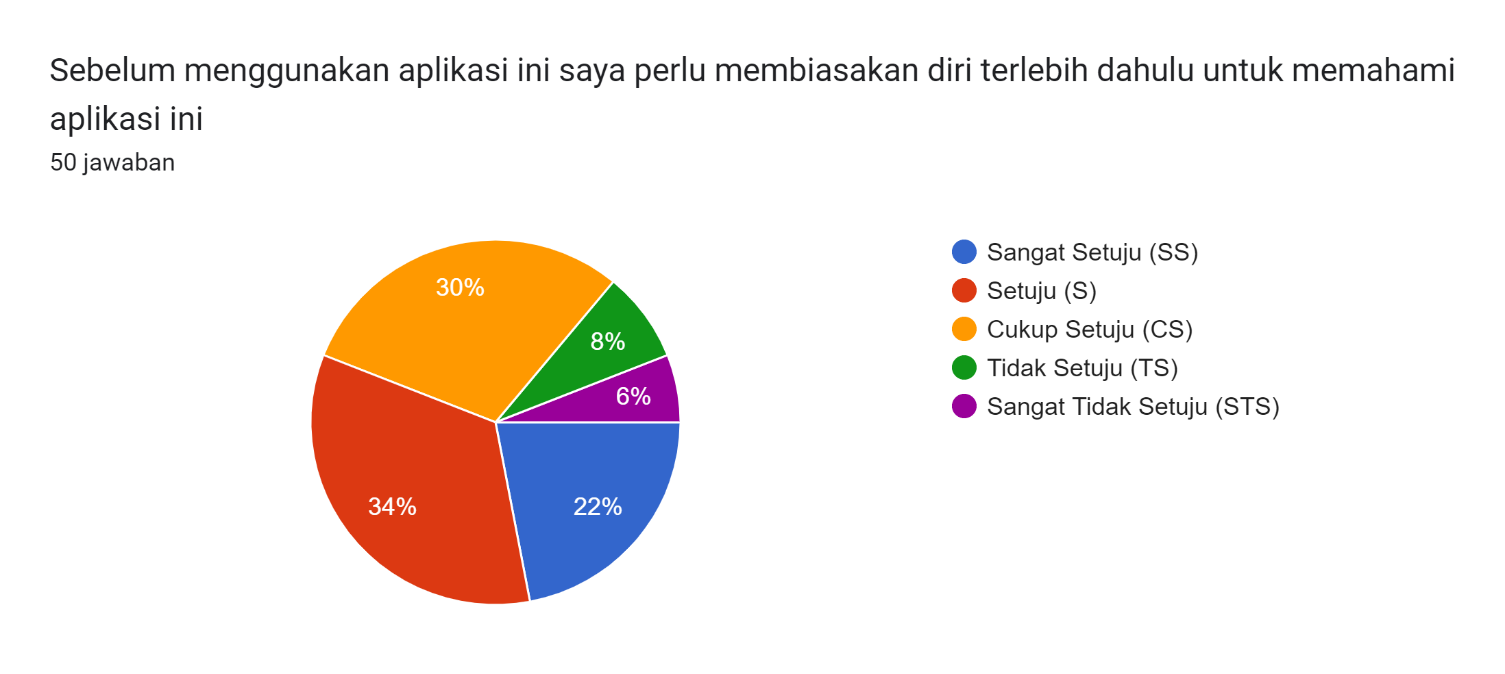 Sebelum menggunakan aplikasi ini saya perlu membiasakan diri terlebih dahulu untuk memahami
aplikasi ini
50 jawaban
30%
8%
6%
34%
22%
Sangat Setuju (SS)
Setuju (S)
Cukup Setuju (CS)
Tidak Setuju (TS)
Sangat Tidak Setuju (STS)